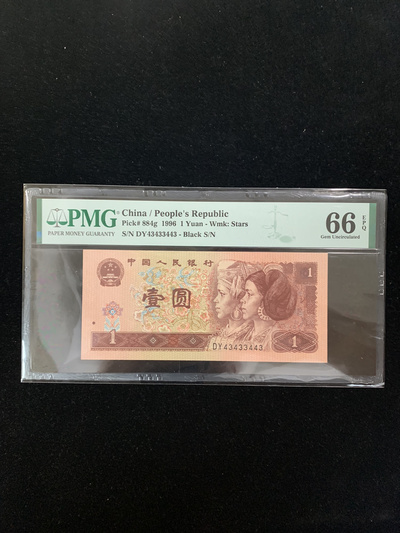 PMG
PAPER MONEY GUARANTY
China / People's Republic
Pick# 884g 1996 1 Yuan - Wmk: Stars
S/N DY43433443 - Black S/N
66 EPQ
Gem Uncirculated
中国人民银行
1
壹圆
1
DY43433443
1